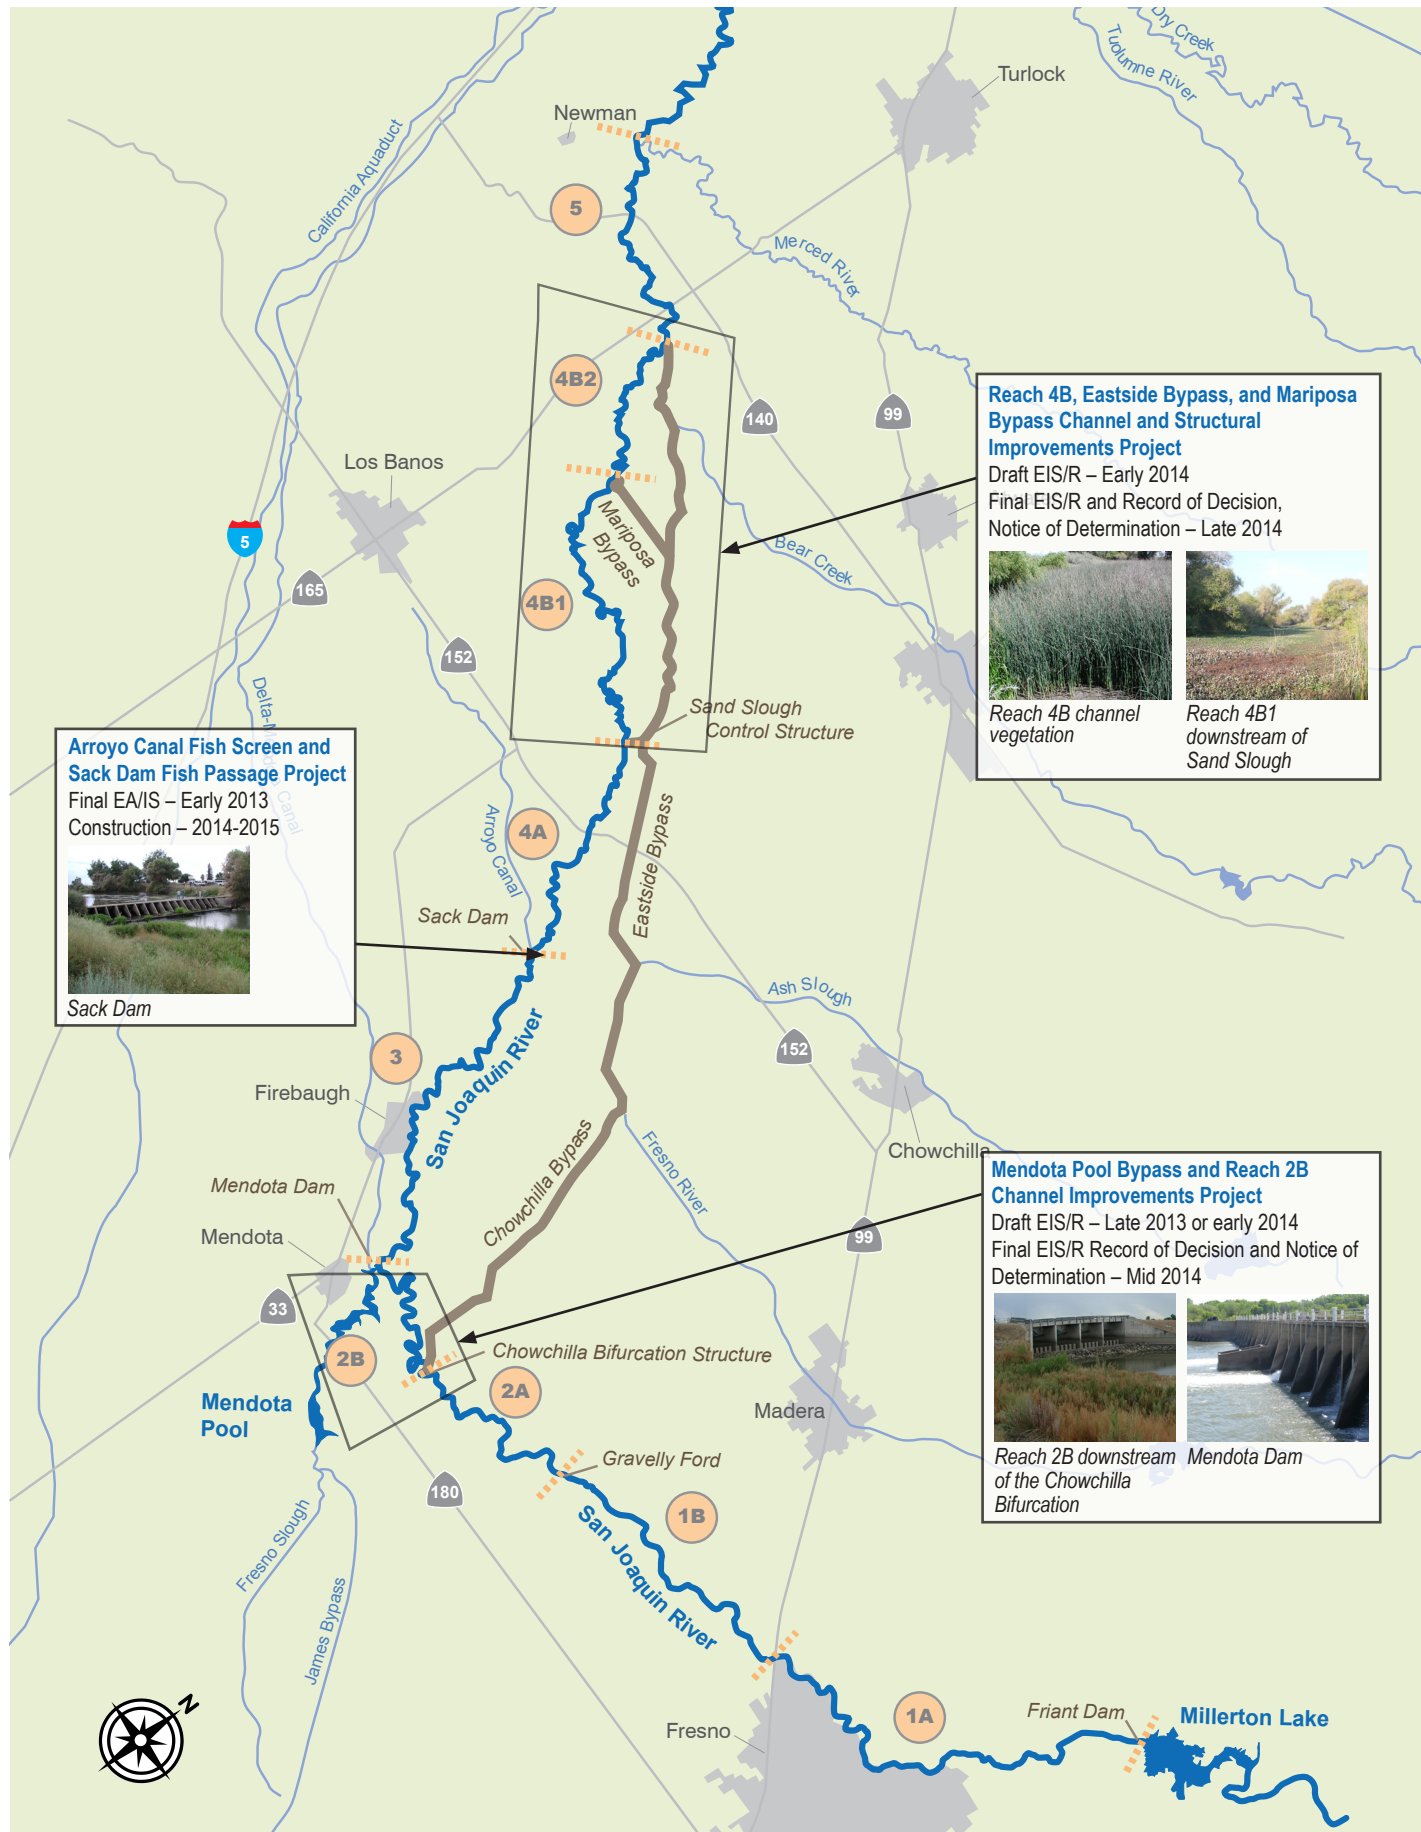 Dry Creek
Tuolumne River
Turlock
Newman
California Aquaduct
5
Merced River
4B2
140
99
Reach 4B, Eastside Bypass, and Mariposa
Bypass Channel and Structural
Improvements Project
Draft EIS/R – Early 2014
Final EIS/R and Record of Decision,
Notice of Determination – Late 2014
Reach 4B channel
vegetation
Reach 4B1
downstream of
Sand Slough
Los Banos
Mariposa
Bypass
5
Bear Creek
165
4B1
152
Delta-M
Canal
Sand Slough
Control Structure
Arroyo Canal Fish Screen and
Sack Dam Fish Passage Project
Final EA/IS – Early 2013
Construction – 2014-2015
Sack Dam
Arroyo Canal
4A
Eastside Bypass
Sack Dam
Ash Slough
152
3
San Joaquin River
Firebaugh
Chowchilla
Fresno River
Chowchilla Bypass
Mendota Dam
Mendota
99
Mendota Pool Bypass and Reach 2B
Channel Improvements Project
Draft EIS/R – Late 2013 or early 2014
Final EIS/R Record of Decision and Notice of
Determination – Mid 2014
Reach 2B downstream
of the Chowchilla
Bifurcation
Mendota Dam
33
2B
Chowchilla Bifurcation Structure
2A
Mendota
Pool
Madera
Gravelly Ford
180
1B
San Joaquin River
Fresno Slough
James Bypass
N
1A
Friant Dam
Millerton Lake
Fresno